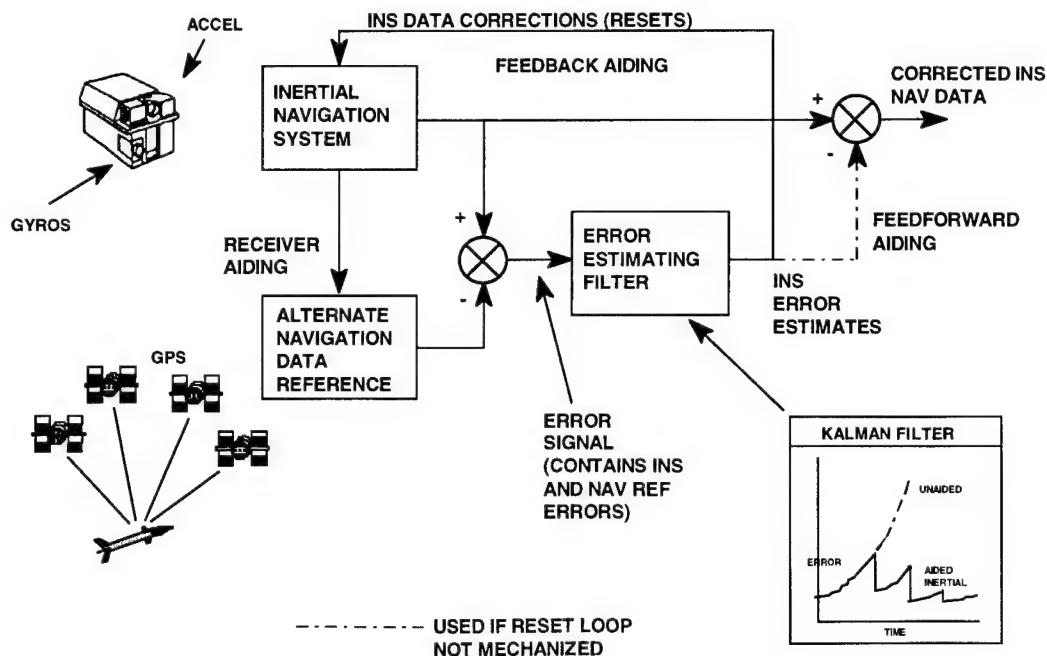 ACCEL
GYROS
INS DATA CORRECTIONS (RESETS)
FEEDBACK AIDING
INERTIAL
NAVIGATION
SYSTEM
+
-
CORRECTED INS
NAV DATA
FEEDFORWARD
AIDING
RECEIVER
AIDING
+
-
ERROR
ESTIMATING
FILTER
INS
ERROR
ESTIMATES
ALTERNATE
NAVIGATION
DATA
REFERENCE
GPS
ERROR
SIGNAL
(CONTAINS INS
AND NAV REF
ERRORS)
KALMAN FILTER
UNAIDED
ERROR
AIDED
INERTIAL
TIME
USED IF RESET LOOP
NOT MECHANIZED